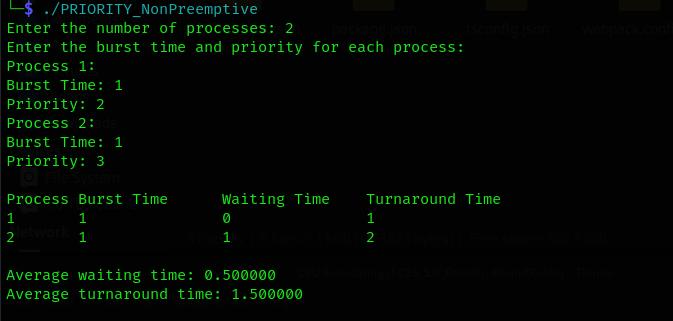 $ ./PRIORITY_NonPreemptive
Enter the number of processes: 2
Enter the burst time and priority for each process:
Process 1:
Burst Time: 1
Priority: 2
Process 2:
Burst Time: 1
Priority: 3
Process Burst Time Waiting Time Turnaround Time
1 1 0 1
2 1 1 2
Average waiting time: 0.500000
Average turnaround time: 1.500000